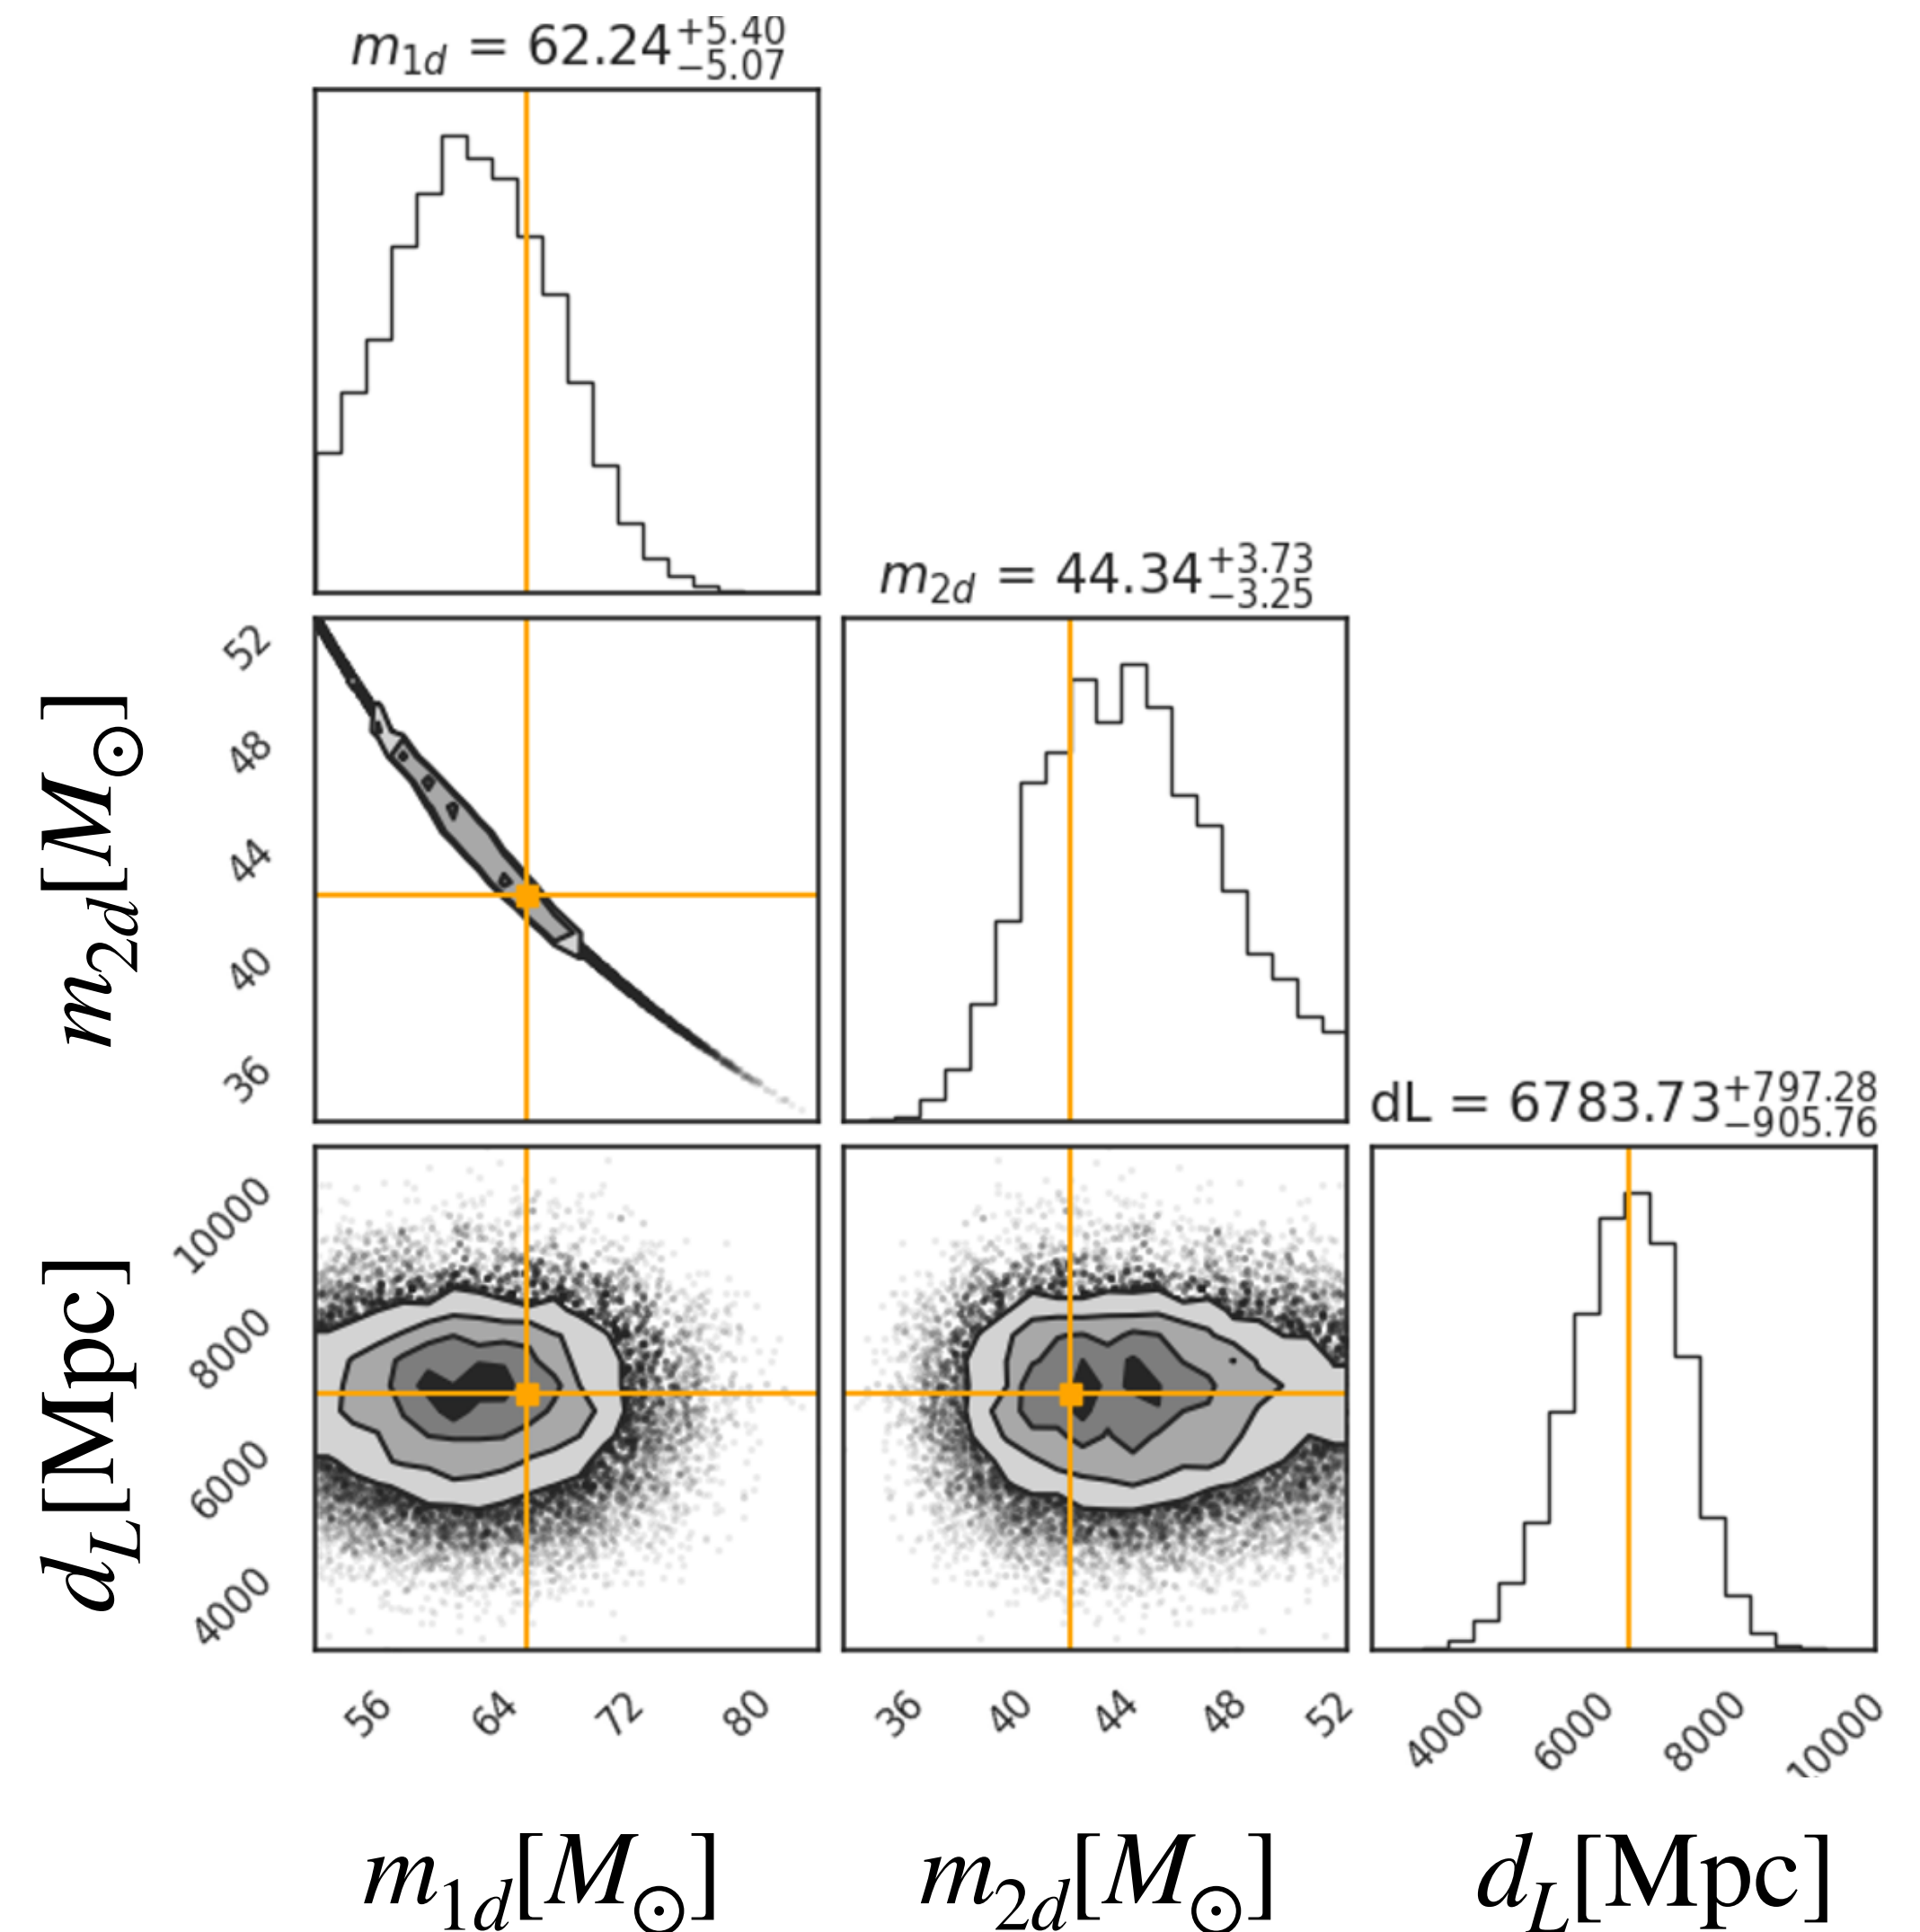 m1d = 62.24 +5.40 −5.07
m2d = 44.34 +3.73 −3.25
dL = 6783.73 +797.28 −905.76
m2d[M⊙]
52
48
44
40
36
dL[Mpc]
10000
8000
6000
4000
56 64 72 80
36 40 44 48 52
4000 6000 8000 10000
m1d[M⊙] m2d[M⊙] dL[Mpc]